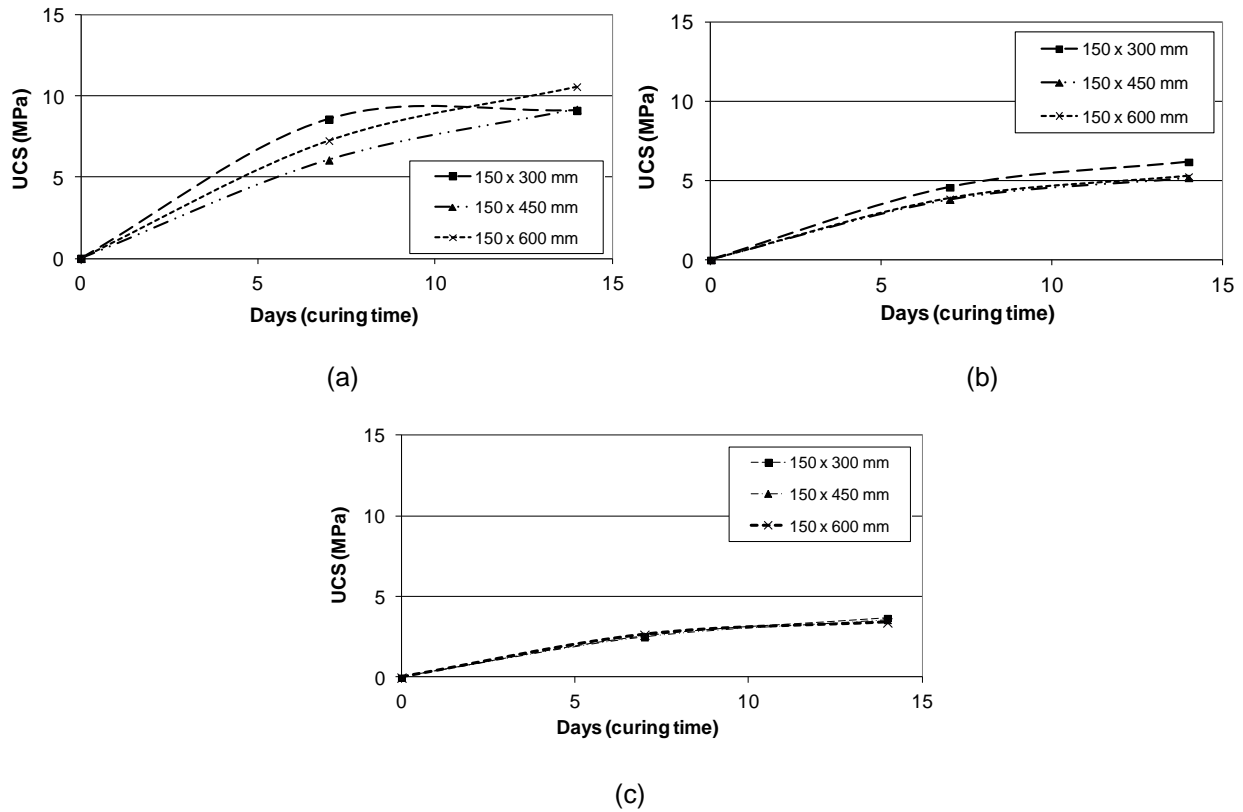 15
10
5
0
UCS (MPa)
150 x 300 mm
150 x 450 mm
150 x 600 mm
0 5 10 15
Days (curing time)
(a)
15
10
5
0
UCS (MPa)
150 x 300 mm
150 x 450 mm
150 x 600 mm
0 5 10 15
Days (curing time)
(b)
15
10
5
0
UCS (MPa)
150 x 300 mm
150 x 450 mm
150 x 600 mm
0 5 10 15
Days (curing time)
(c)